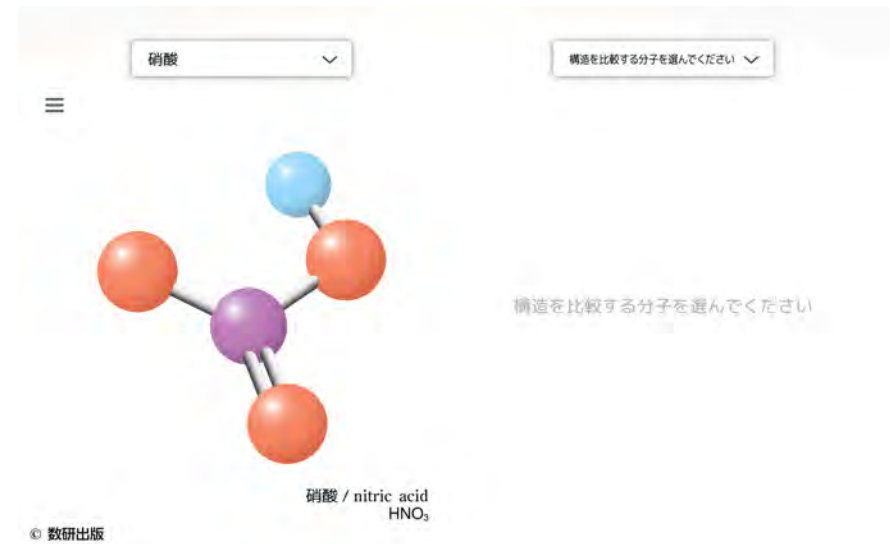 硝酸
構造を比較する分子を選んでください
構造を比較する分子を選んでください
硝酸 / nitric acid
HNO₃
© 数研出版